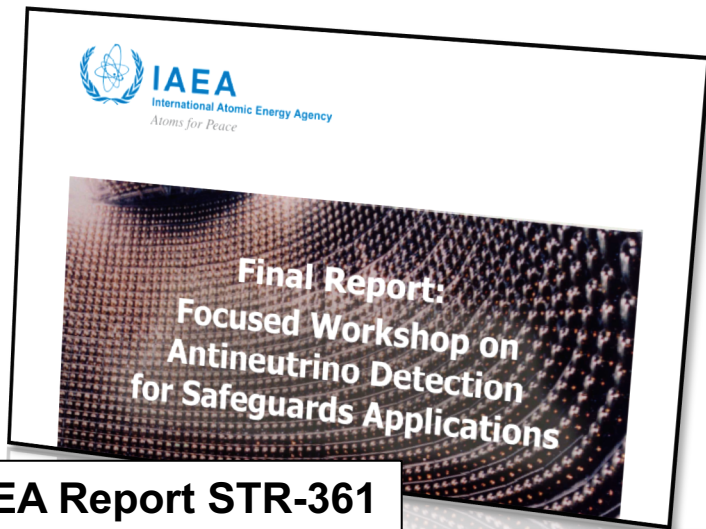 IAEA
International Atomic Energy Agency
Atoms for Peace
Final Report:
Focused Workshop on
Antineutrino Detection
for Safeguards Applications
EA Report STR-361